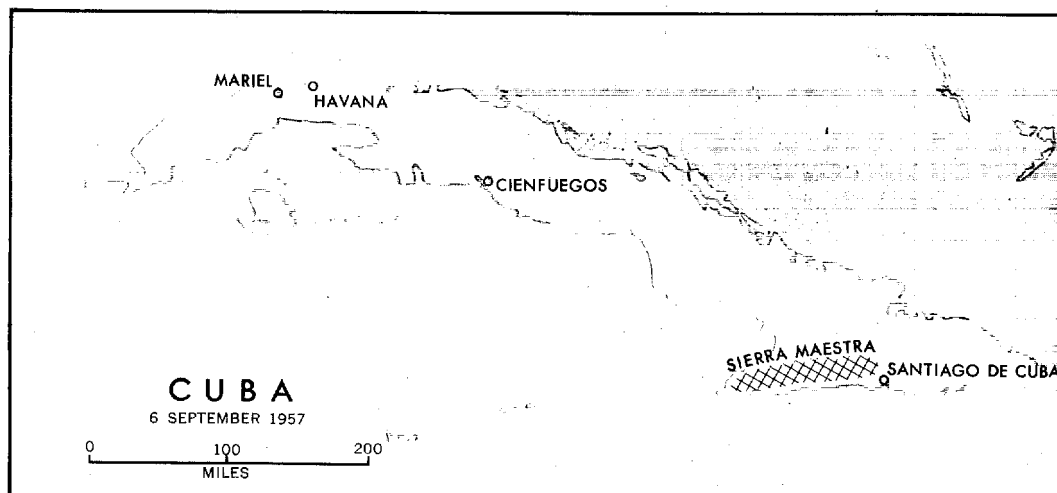 MARIEL
HAVANA
CIENFUEGOS
SIERRA MAESTRA
SANTIAGO DE CUBA
CUBA
6 SEPTEMBER 1957
0 100 200
MILES